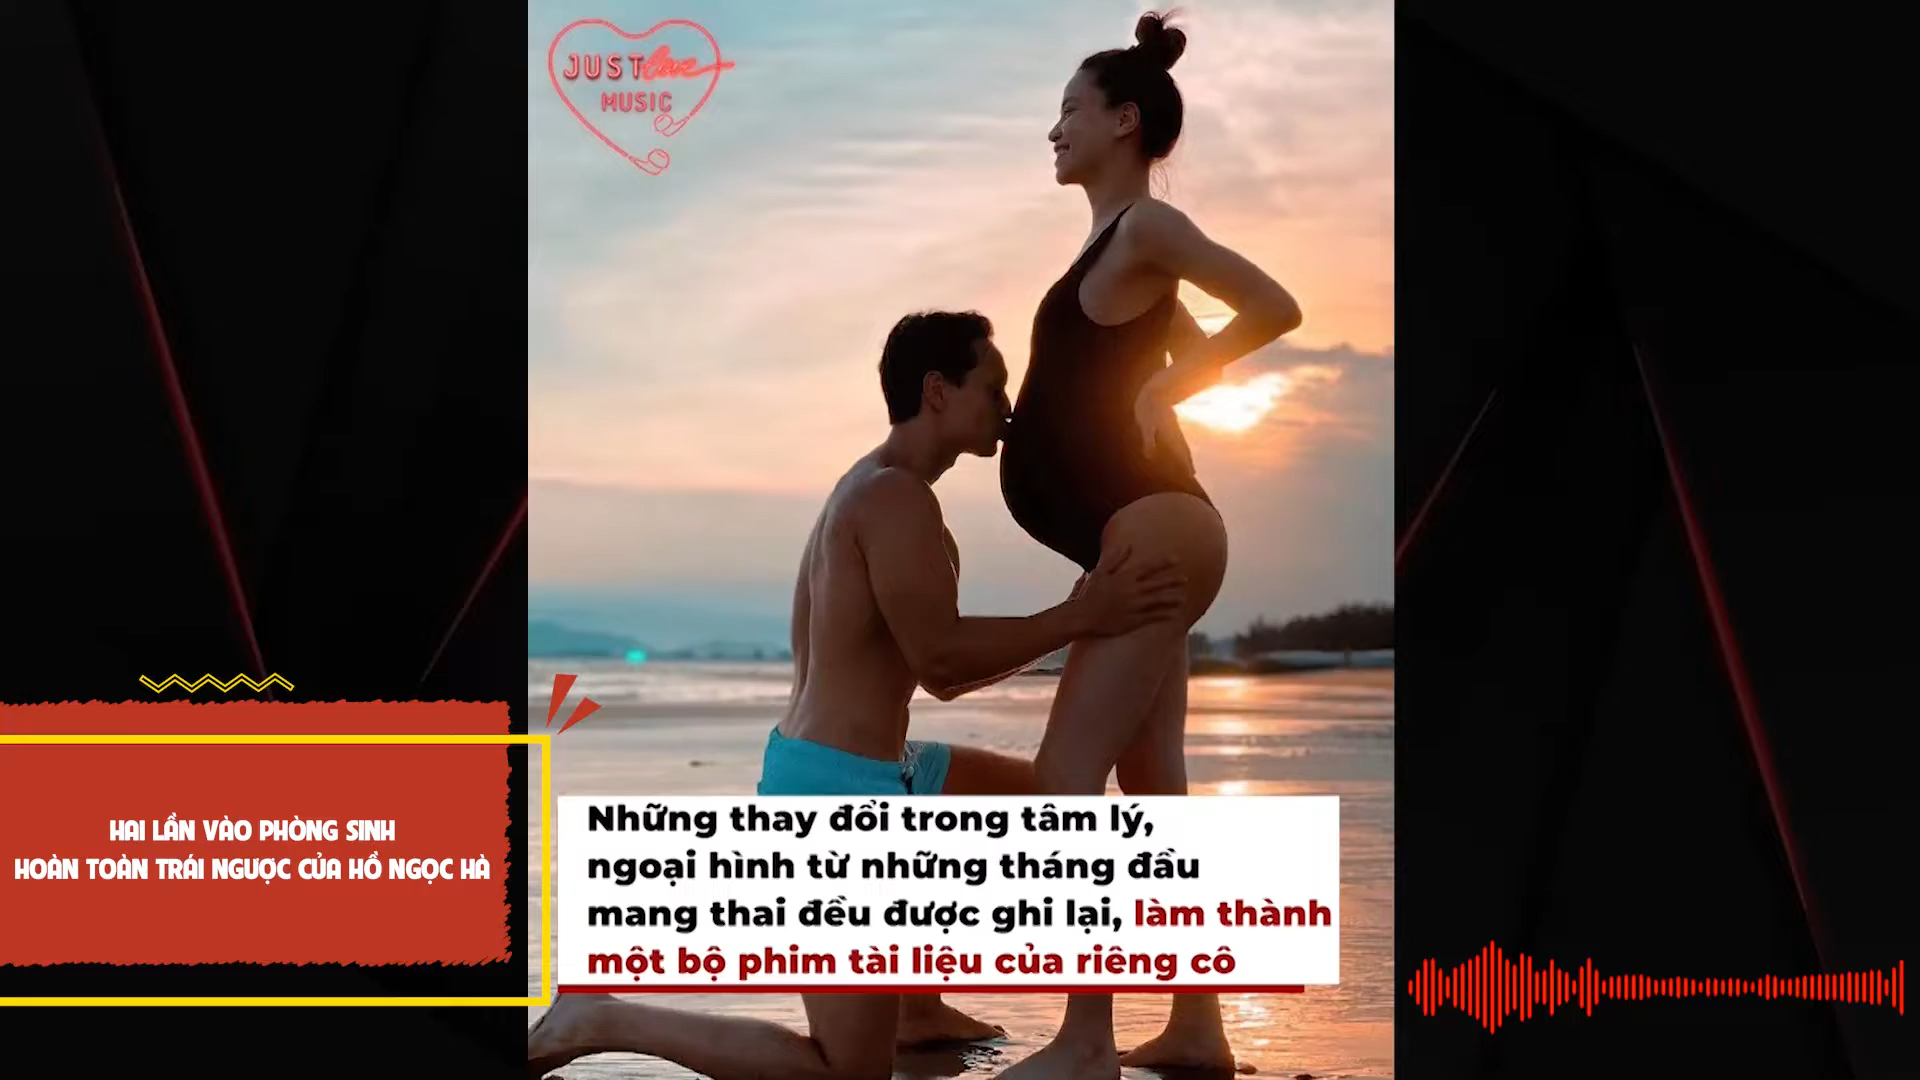 JUST love
MUSIC
HAI LẦN VÀO PHÒNG SINH
HOÀN TOÀN TRÁI NGƯỢC CỦA HỒ NGỌC HÀ
Những thay đổi trong tâm lý,
ngoại hình từ những tháng đầu
mang thai đều được ghi lại, làm thành
một bộ phim tài liệu của riêng cô